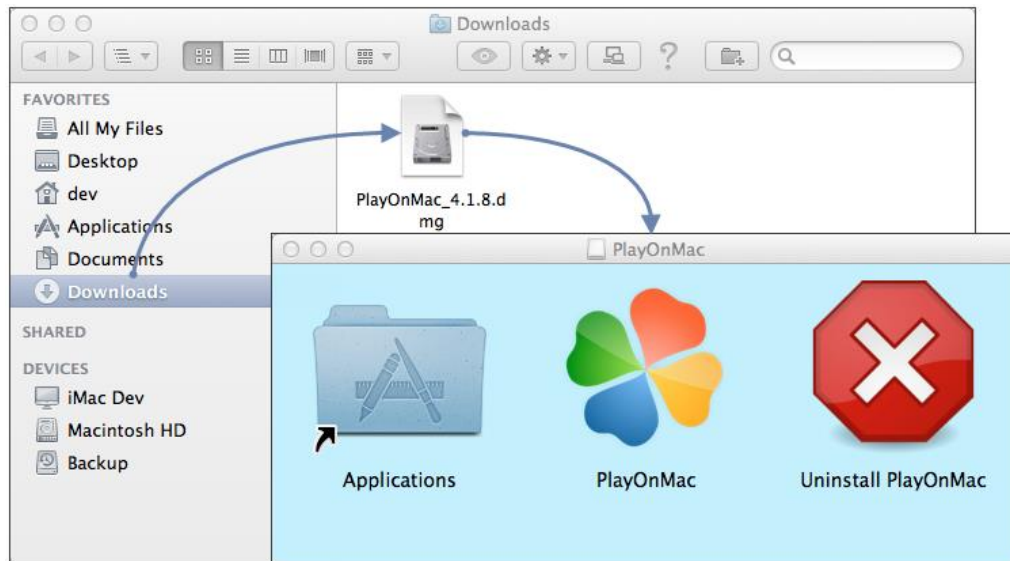 Downloads
FAVORITES
All My Files
Desktop
dev
Applications
Documents
Downloads
SHARED
DEVICES
iMac Dev
Macintosh HD
Backup
PlayOnMac_4.1.8.d
mg
PlayOnMac
Applications
PlayOnMac
Uninstall PlayOnMac